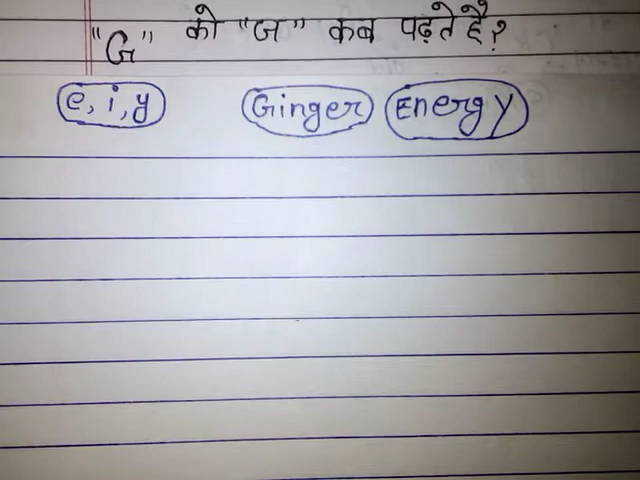 "G" को "ज" कब पढ़ते है?
e, i, y Ginger Energy